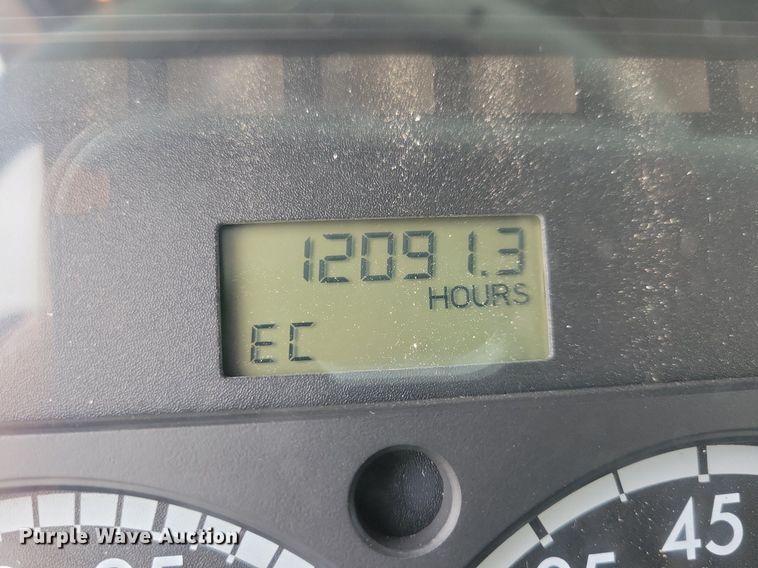 12091.3
HOURS
EC
45
Purple Wave Auction